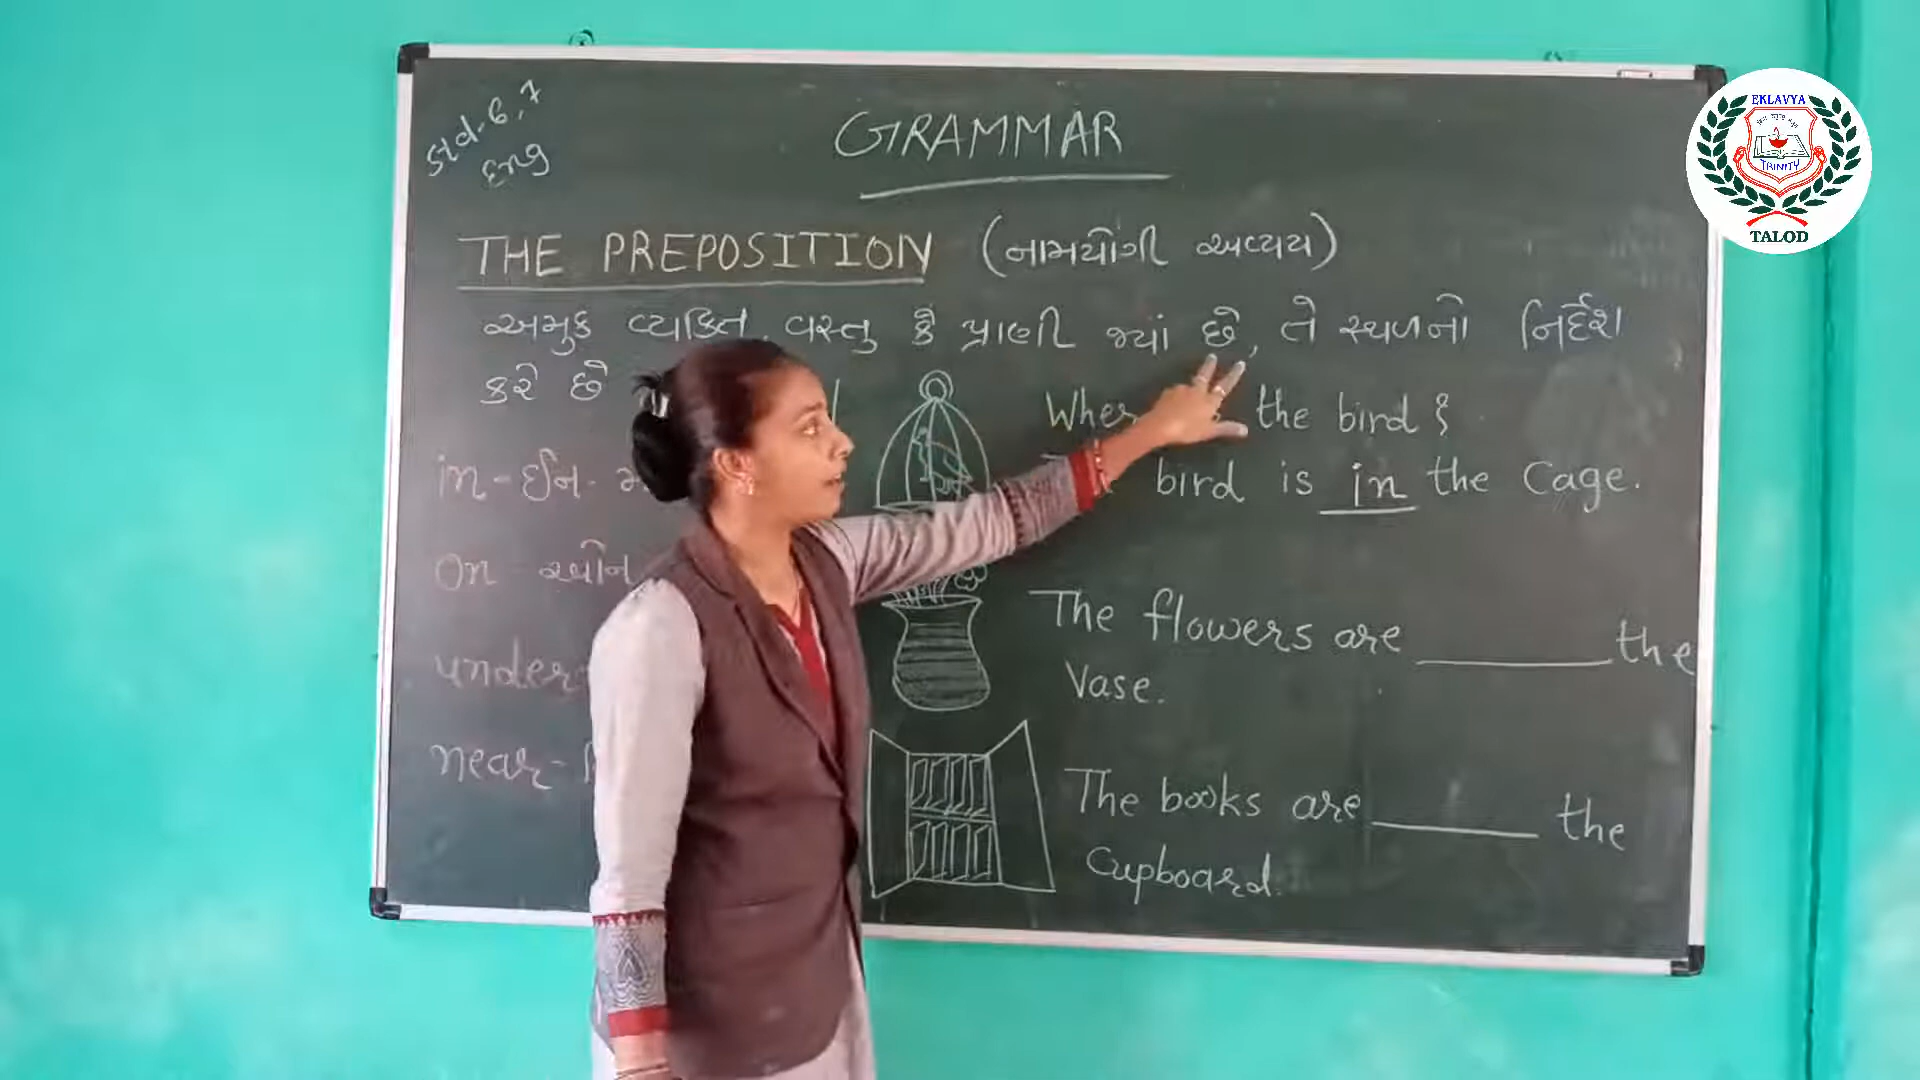 Std-6,7
Eng
GRAMMAR
THE PREPOSITION (નામયોગી અવ્યય)
અમુક વ્યકિત, વસ્તુ કે પ્રાણી જ્યાં છે, તે સ્થળનો નિર્દેશ
કરે છે
Where the bird ?
bird is in the Cage.
in - ઈન -
on - ઓન
The flowers are ______ the
Vase.
under-
near-
The books are ______ the
Cupboard.
EKLAVYA
TRINITY
TALOD